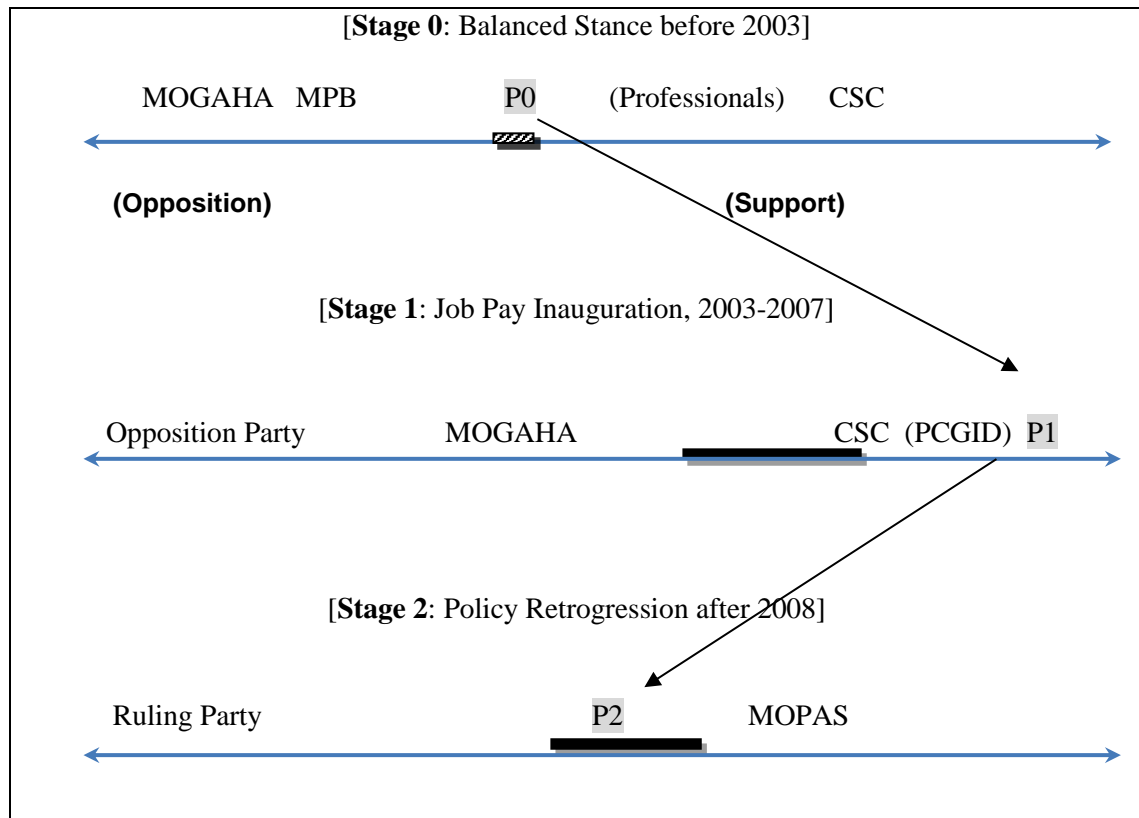 [Stage 0: Balanced Stance before 2003]
MOGAHA MPB P0 (Professionals) CSC
(Opposition) (Support)
[Stage 1: Job Pay Inauguration, 2003-2007]
Opposition Party MOGAHA CSC (PCGID) P1
[Stage 2: Policy Retrogression after 2008]
Ruling Party P2 MOPAS